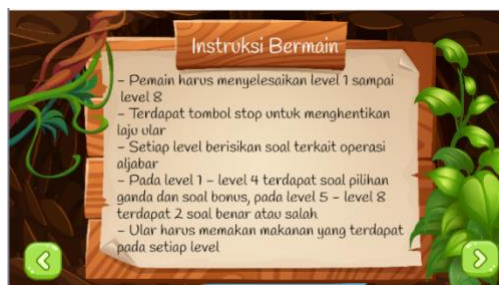 Instruksi Bermain
- Pemain harus menyelesaikan level 1 sampai
level 8
- Terdapat tombol stop untuk menghentikan
laju ular
- Setiap level berisikan soal terkait operasi
aljabar
- Pada level 1 - level 4 terdapat soal pilihan
ganda dan soal bonus, pada level 5 - level 8
terdapat 2 soal benar atau salah
- Ular harus memakan makanan yang terdapat
pada setiap level